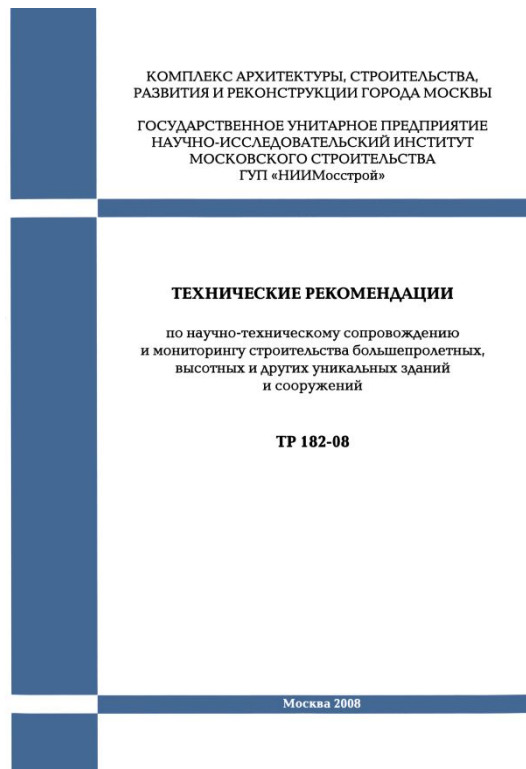 КОМПЛЕКС АРХИТЕКТУРЫ, СТРОИТЕЛЬСТВА,
РАЗВИТИЯ И РЕКОНСТРУКЦИИ ГОРОДА МОСКВЫ
ГОСУДАРСТВЕННОЕ УНИТАРНОЕ ПРЕДПРИЯТИЕ
НАУЧНО-ИССЛЕДОВАТЕЛЬСКИЙ ИНСТИТУТ
МОСКОВСКОГО СТРОИТЕЛЬСТВА
ГУП «НИИМосстрой»
ТЕХНИЧЕСКИЕ РЕКОМЕНДАЦИИ
по научно-техническому сопровождению
и мониторингу строительства большепролетных,
высотных и других уникальных зданий
и сооружений
ТР 182-08
Москва 2008